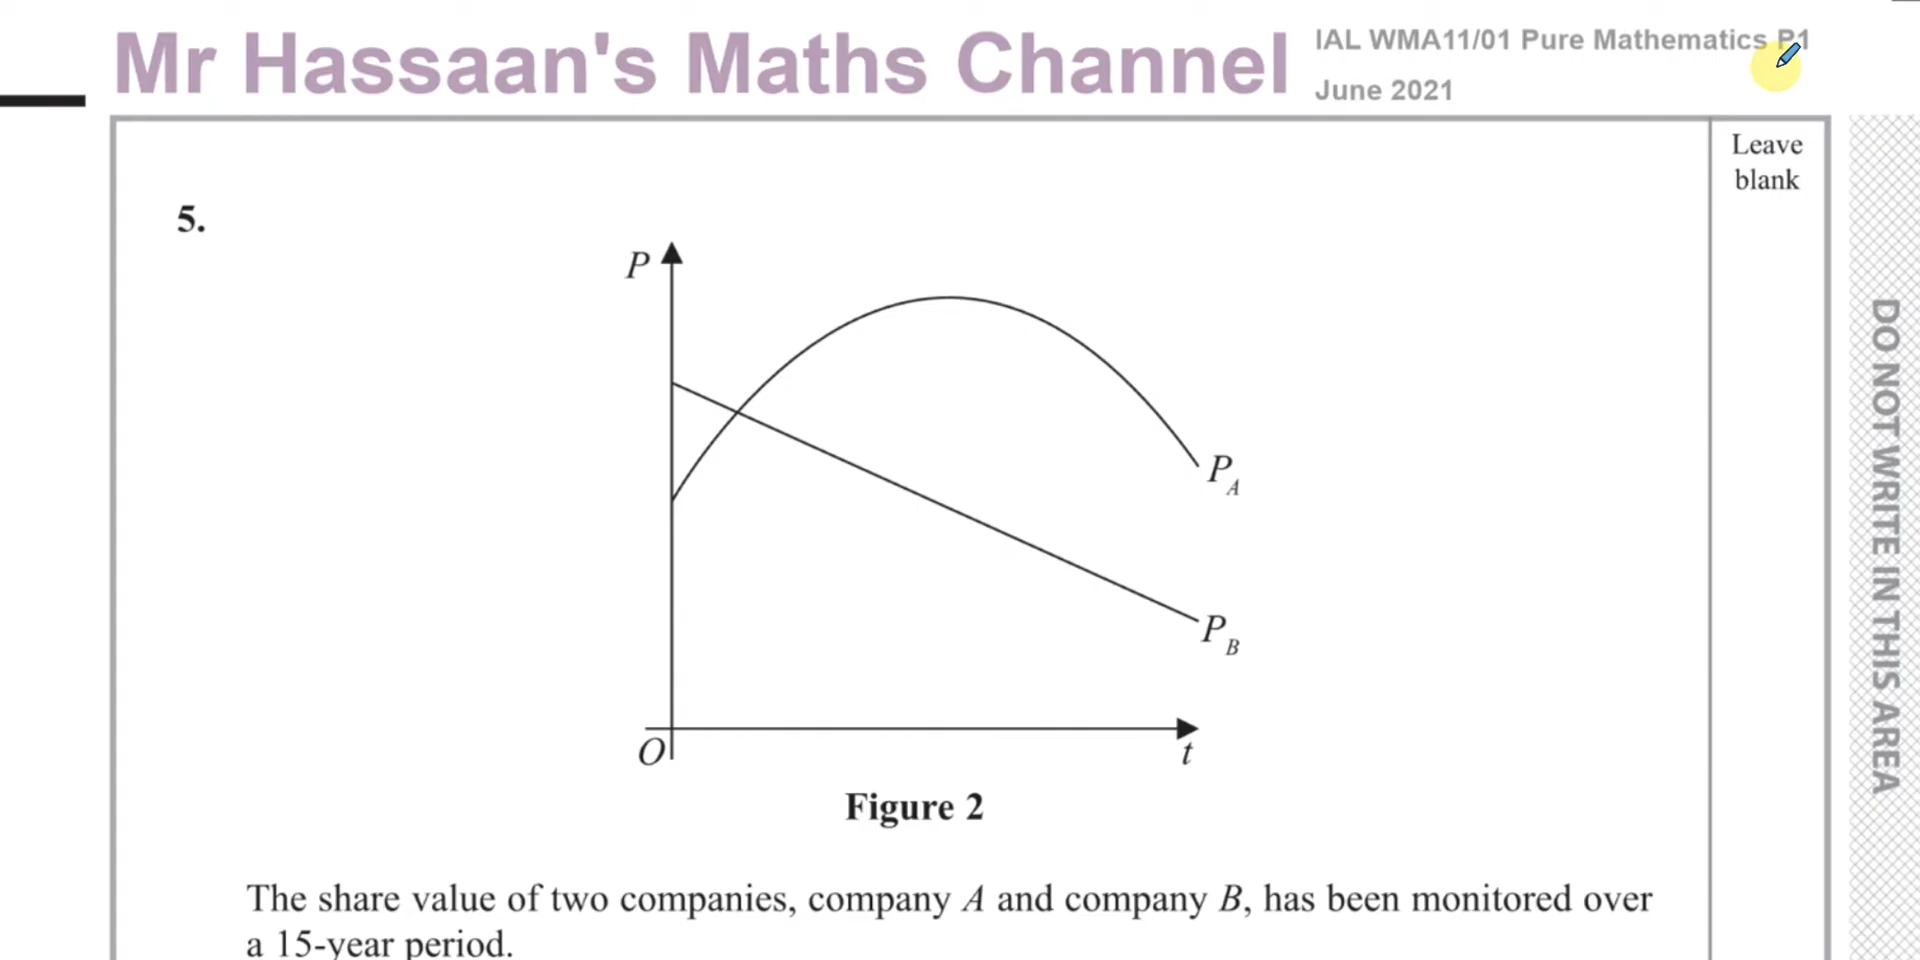 Mr Hassaan's Maths Channel
IAL WMA11/01 Pure Mathematics P1
June 2021
Leave
blank
5.
P
P_A
P_B
O
t
Figure 2
The share value of two companies, company A and company B, has been monitored over
a 15-year period.
DO NOT WRITE IN THIS AREA